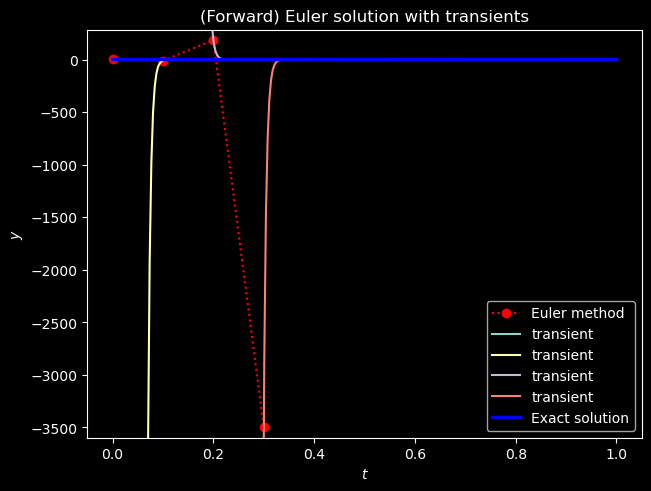 (Forward) Euler solution with transients
0
−500
−1000
−1500
−2000
−2500
−3000
−3500
y
Euler method
transient
transient
transient
transient
Exact solution
0.0 0.2 0.4 0.6 0.8 1.0
t